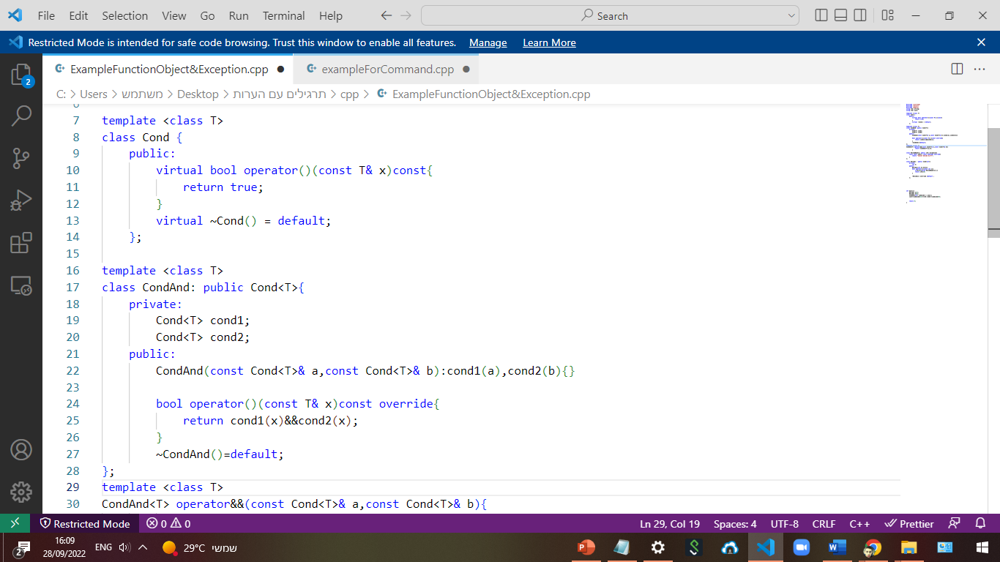 File Edit Selection View Go Run Terminal Help Search
Restricted Mode is intended for safe code browsing. Trust this window to enable all features. Manage Learn More
ExampleFunctionObject&Exception.cpp exampleForCommand.cpp
C: > Users > משתמש > Desktop > תרגילים עם הערות > cpp > ExampleFunctionObject&Exception.cpp
6
7 template <class T>
8 class Cond {
9 public:
10 virtual bool operator()(const T& x)const{
11 return true;
12 }
13 virtual ~Cond() = default;
14 };
15
16 template <class T>
17 class CondAnd: public Cond<T>{
18 private:
19 Cond<T> cond1;
20 Cond<T> cond2;
21 public:
22 CondAnd(const Cond<T>& a,const Cond<T>& b):cond1(a),cond2(b){}
23
24 bool operator()(const T& x)const override{
25 return cond1(x)&&cond2(x);
26 }
27 ~CondAnd()=default;
28 };
29 template <class T>
30 CondAnd<T> operator&&(const Cond<T>& a,const Cond<T>& b){
2
Restricted Mode 0 0 Ln 29, Col 19 Spaces: 4 UTF-8 CRLF C++ Prettier
2 16:09 ENG 29°C שמשי
28/09/2022